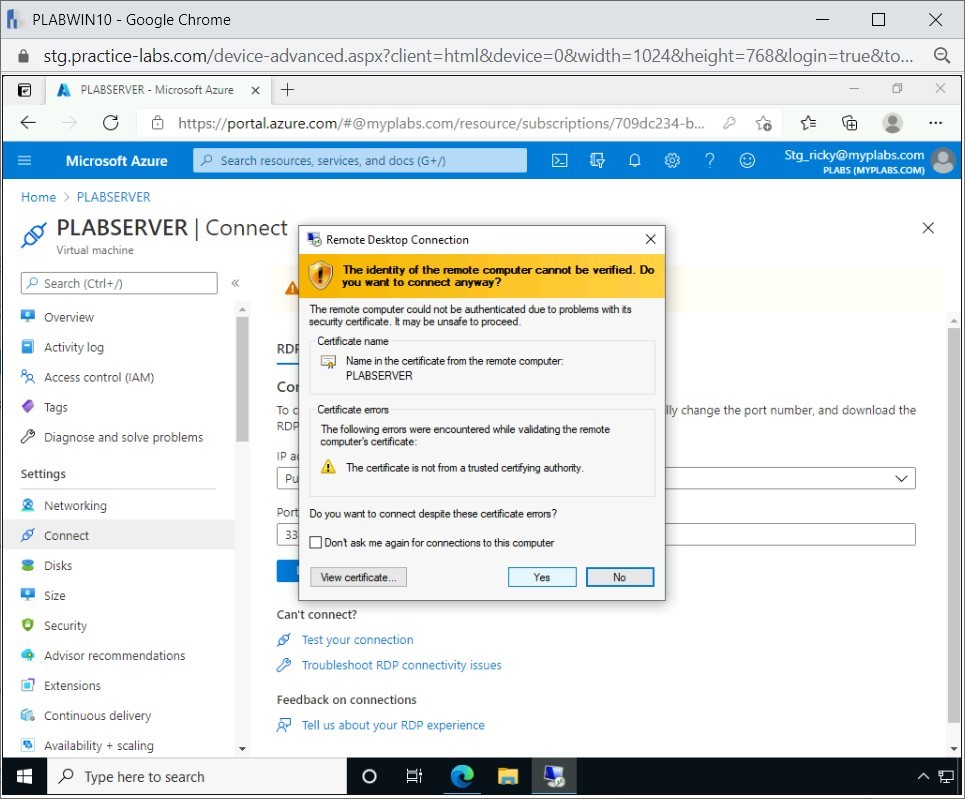 PLABWIN10 - Google Chrome
stg.practice-labs.com/device-advanced.aspx?client=html&device=0&width=1024&height=768&login=true&to...
PLABSERVER - Microsoft Azure
https://portal.azure.com/#@myplabs.com/resource/subscriptions/709dc234-b...
Microsoft Azure
Search resources, services, and docs (G+/)
Stg_ricky@myplabs.com
PLABS (MYPLABS.COM)
Home > PLABSERVER
PLABSERVER | Connect
Virtual machine
Search (Ctrl+/)
«
Overview
Activity log
Access control (IAM)
Tags
Diagnose and solve problems
Settings
Networking
Connect
Disks
Size
Security
Advisor recommendations
Extensions
Continuous delivery
Availability + scaling
RDP
Con
To c
lly change the port number, and download the
RDP
IP a
Pu
Port
33
Remote Desktop Connection
The identity of the remote computer cannot be verified. Do
you want to connect anyway?
The remote computer could not be authenticated due to problems with its
security certificate. It may be unsafe to proceed.
Certificate name
Name in the certificate from the remote computer:
PLABSERVER
Certificate errors
The following errors were encountered while validating the remote
computer's certificate:
The certificate is not from a trusted certifying authority.
Do you want to connect despite these certificate errors?
Don't ask me again for connections to this computer
View certificate...
Yes
No
Can't connect?
Test your connection
Troubleshoot RDP connectivity issues
Feedback on connections
Tell us about your RDP experience
Type here to search